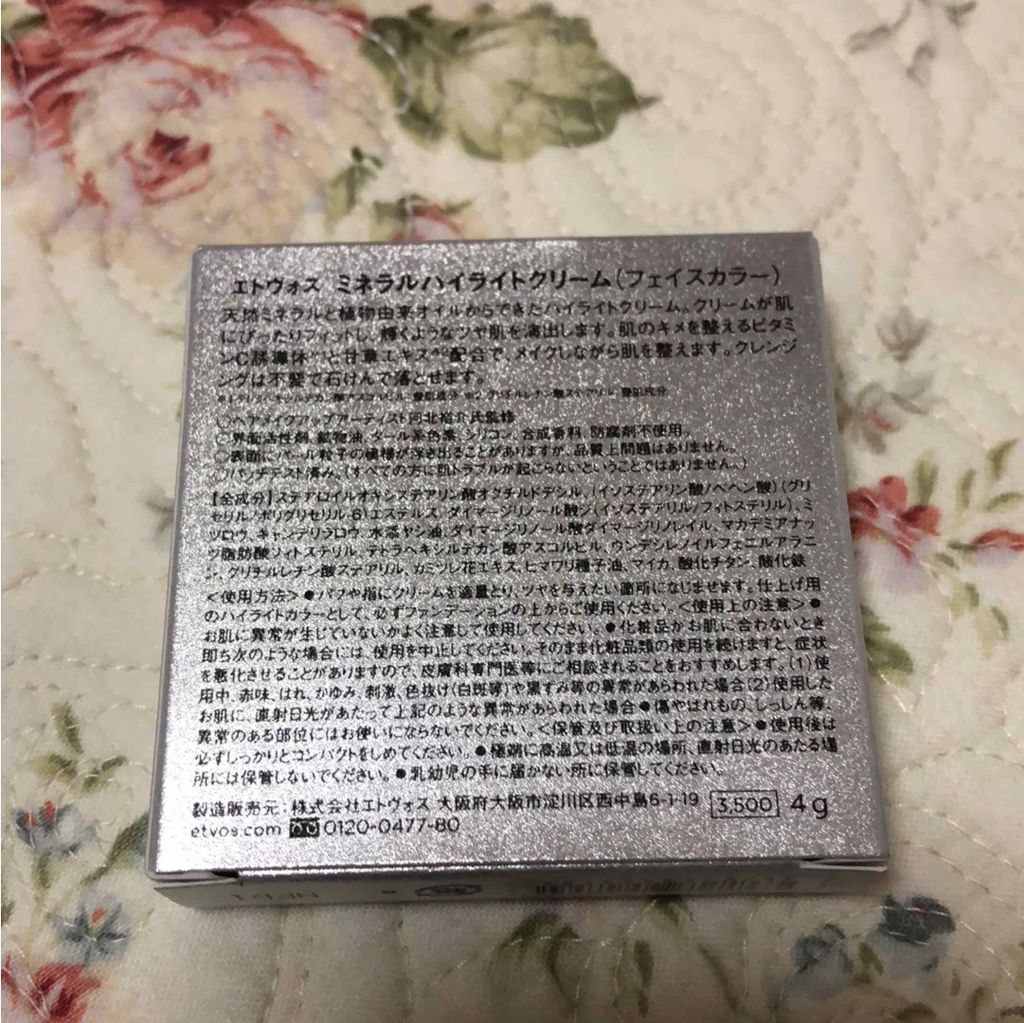 エトヴォス ミネラルハイライトクリーム(フェイスカラー)
天然ミネラルと植物由来オイルからできたハイライトクリーム。クリームが肌
にぴったりフィットし、輝くようなツヤ肌を演出します。肌のキメを整えるビタミ
ンC誘導体※1と甘草エキス※2配合で、メイクしながら肌を整えます。クレンジ
ングは不要で石けんで落とせます。
※1 テトラヘキシルデカン酸アスコルビル:整肌成分 ※2 グリチルレチン酸ステアリル:整肌成分
○ヘアメイクアップアーティスト河北裕介氏監修
○界面活性剤、鉱物油、タール系色素、シリコン、合成香料、防腐剤不使用。
○表面にパール粒子の模様が浮き出ることがありますが、品質上問題はありません。
○パッチテスト済み。(すべての方に肌トラブルが起こらないということではありません。)
【全成分】ステアロイルオキシステアリン酸オクチルドデシル、(イソステアリン酸/ベヘン酸)(グリ
セリル/ポリグリセリル-6)エステルズ、ダイマージリノール酸ジ(イソステアリル/フィトステリル)、ミ
ツロウ、キャンデリラロウ、水添ヤシ油、ダイマージリノール酸ダイマージリノレイル、マカデミアナッ
ツ脂肪酸フィトステリル、テトラヘキシルデカン酸アスコルビル、ウンデシレノイルフェニルアラニ
ン、グリチルレチン酸ステアリル、カミツレ花エキス、ヒマワリ種子油、マイカ、酸化チタン、酸化鉄
<使用方法>●パフや指にクリームを適量とり、ツヤを与えたい箇所になじませます。仕上げ用
のハイライトカラーとして、必ずファンデーションの上からご使用ください。<使用上の注意>●
お肌に異常が生じていないかよく注意して使用してください。●化粧品がお肌に合わないとき
即ち次のような場合には、使用を中止してください。そのまま化粧品類の使用を続けますと、症状
を悪化させることがありますので、皮膚科専門医等にご相談されることをおすすめします。(1)使
用中、赤味、はれ、かゆみ、刺激、色抜け(白斑等)や黒ずみ等の異常があらわれた場合(2)使用した
お肌に、直射日光があたって上記のような異常があらわれた場合●傷やはれもの、しっしん等、
異常のある部位にはお使いにならないでください。<保管及び取扱い上の注意>●使用後は
必ずしっかりとコンパクトをしめてください。●極端に高温又は低温の場所、直射日光のあたる場
所には保管しないでください。●乳幼児の手に届かない所に保管してください。
製造販売元:株式会社エトヴォス 大阪府大阪市淀川区西中島6-1-19 3,500 4g
etvos.com 0120-0477-80